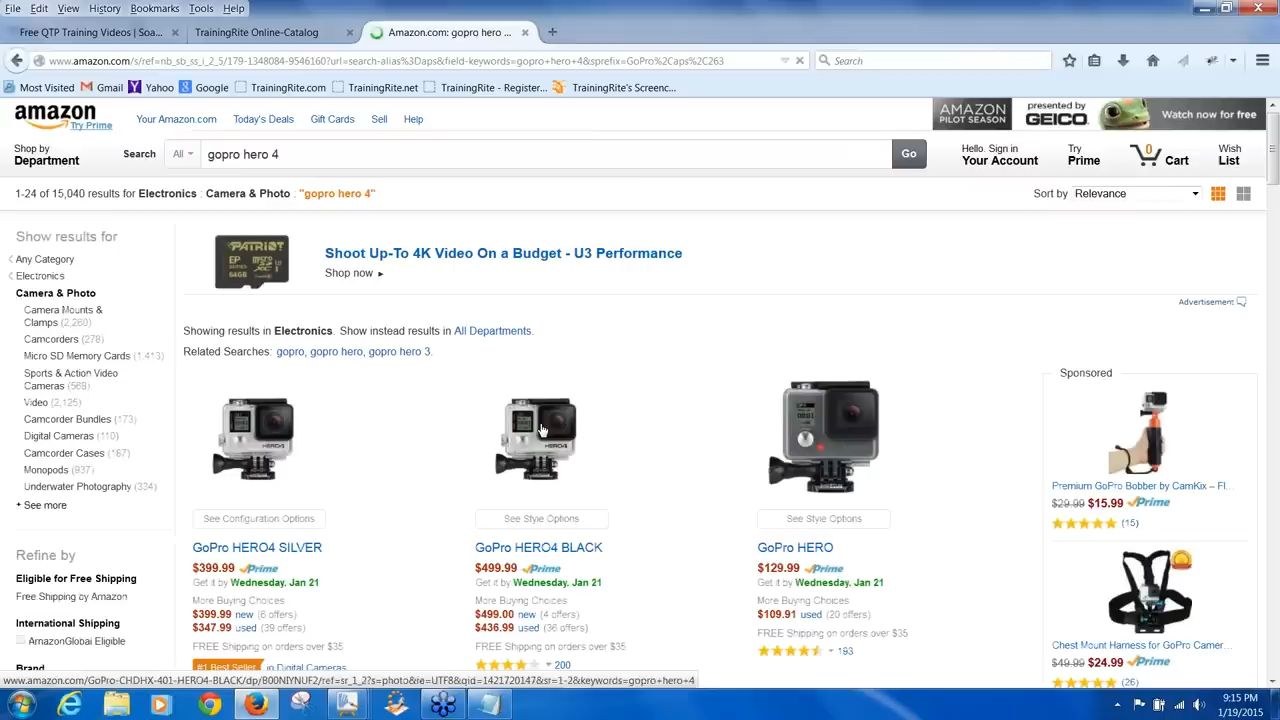 File Edit View History Bookmarks Tools Help
Free QTP Training Videos | Soa... × TrainingRite Online-Catalog × Amazon.com: gopro hero ... × +
www.amazon.com/s/ref=nb_sb_ss_i_2_5/179-1348084-9546160?url=search-alias%3Daps&field-keywords=gopro+hero+4&sprefix=GoPro%2Caps%2C263 Search
Most Visited Gmail Yahoo Google TrainingRite.com TrainingRite.net TrainingRite - Register... TrainingRite's Screenc...
amazon
Try Prime
Your Amazon.com Today's Deals Gift Cards Sell Help
AMAZON PILOT SEASON presented by GEICO Watch now for free
Shop by
Department
Search All gopro hero 4 Go
Hello. Sign in
Your Account
Try
Prime
0 Cart
Wish
List
1-24 of 15,040 results for Electronics : Camera & Photo : "gopro hero 4"
Sort by Relevance
Show results for
Any Category
Electronics
Camera & Photo
Camera Mounts &
Clamps (2,260)
Camcorders (278)
Micro SD Memory Cards (1,413)
Sports & Action Video
Cameras (568)
Video (2,125)
Camcorder Bundles (173)
Digital Cameras (110)
Camcorder Cases (187)
Monopods (937)
Underwater Photography (334)
+ See more
Refine by
Eligible for Free Shipping
Free Shipping by Amazon
International Shipping
AmazonGlobal Eligible
Brand
PATRIOT
EP
64GB
Shoot Up-To 4K Video On a Budget - U3 Performance
Shop now ▸
Advertisement
Showing results in Electronics. Show instead results in All Departments.
Related Searches: gopro, gopro hero, gopro hero 3.
HERO4
See Configuration Options
GoPro HERO4 SILVER
$399.99 Prime
Get it by Wednesday, Jan 21
More Buying Choices
$399.99 new (6 offers)
$347.99 used (39 offers)
FREE Shipping on orders over $35
#1 Best Seller in Digital Cameras
HERO4
See Style Options
GoPro HERO4 BLACK
$499.99 Prime
Get it by Wednesday, Jan 21
More Buying Choices
$499.00 new (4 offers)
$436.99 used (36 offers)
FREE Shipping on orders over $35
200
See Style Options
GoPro HERO
$129.99 Prime
Get it by Wednesday, Jan 21
More Buying Choices
$109.91 used (20 offers)
FREE Shipping on orders over $35
193
Sponsored
Premium GoPro Bobber by CamKix – Fl...
$29.99 $15.99 Prime
(15)
Chest Mount Harness for GoPro Camer...
$49.99 $24.99 Prime
(26)
www.amazon.com/GoPro-CHDHX-401-HERO4-BLACK/dp/B00NIYNUF2/ref=sr_1_2?s=photo&ie=UTF8&qid=1421720147&sr=1-2&keywords=gopro+hero+4
9:15 PM
1/19/2015